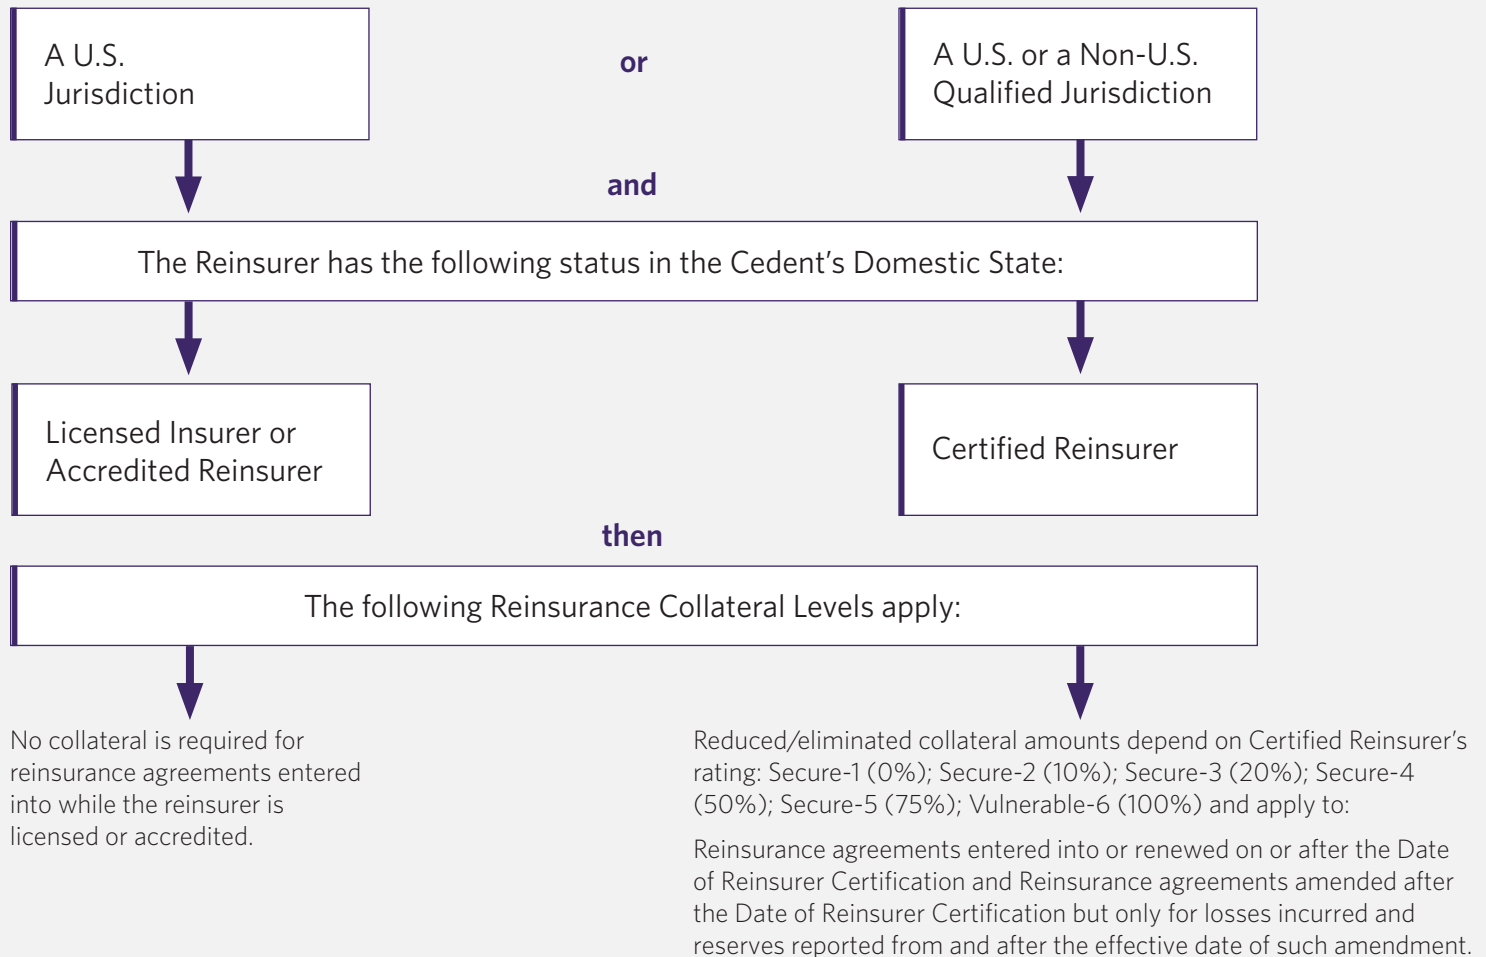 A U.S.
Jurisdiction
or
A U.S. or a Non-U.S.
Qualified Jurisdiction
and
The Reinsurer has the following status in the Cedent's Domestic State:
Licensed Insurer or
Accredited Reinsurer
Certified Reinsurer
then
The following Reinsurance Collateral Levels apply:
No collateral is required for
reinsurance agreements entered
into while the reinsurer is
licensed or accredited.
Reduced/eliminated collateral amounts depend on Certified Reinsurer's
rating: Secure-1 (0%); Secure-2 (10%); Secure-3 (20%); Secure-4
(50%); Secure-5 (75%); Vulnerable-6 (100%) and apply to:
Reinsurance agreements entered into or renewed on or after the Date
of Reinsurer Certification and Reinsurance agreements amended after
the Date of Reinsurer Certification but only for losses incurred and
reserves reported from and after the effective date of such amendment.